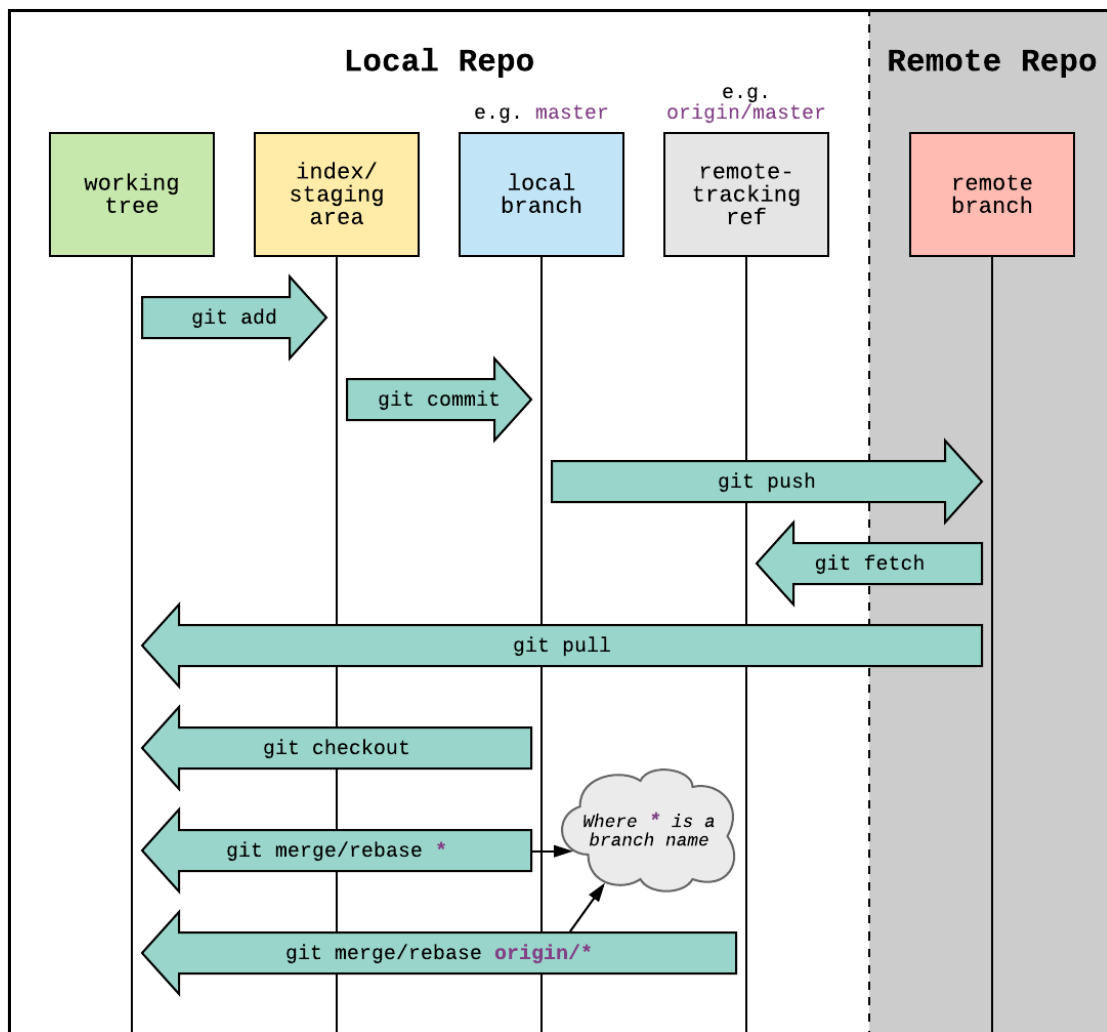 Local Repo
Remote Repo
e.g. master
e.g.
origin/master
working
tree
index/
staging
area
local
branch
remote-
tracking
ref
remote
branch
git add
git commit
git push
git fetch
git pull
git checkout
Where * is a
branch name
git merge/rebase *
git merge/rebase origin/*